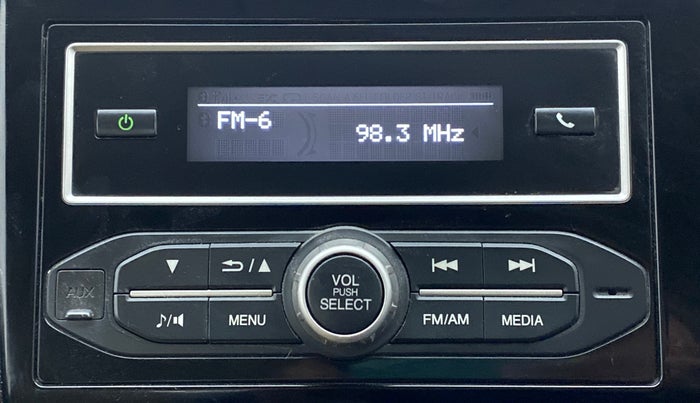 FM-6
98.3 MHz
VOL
PUSH
SELECT
AUX
MENU
FM/AM
MEDIA